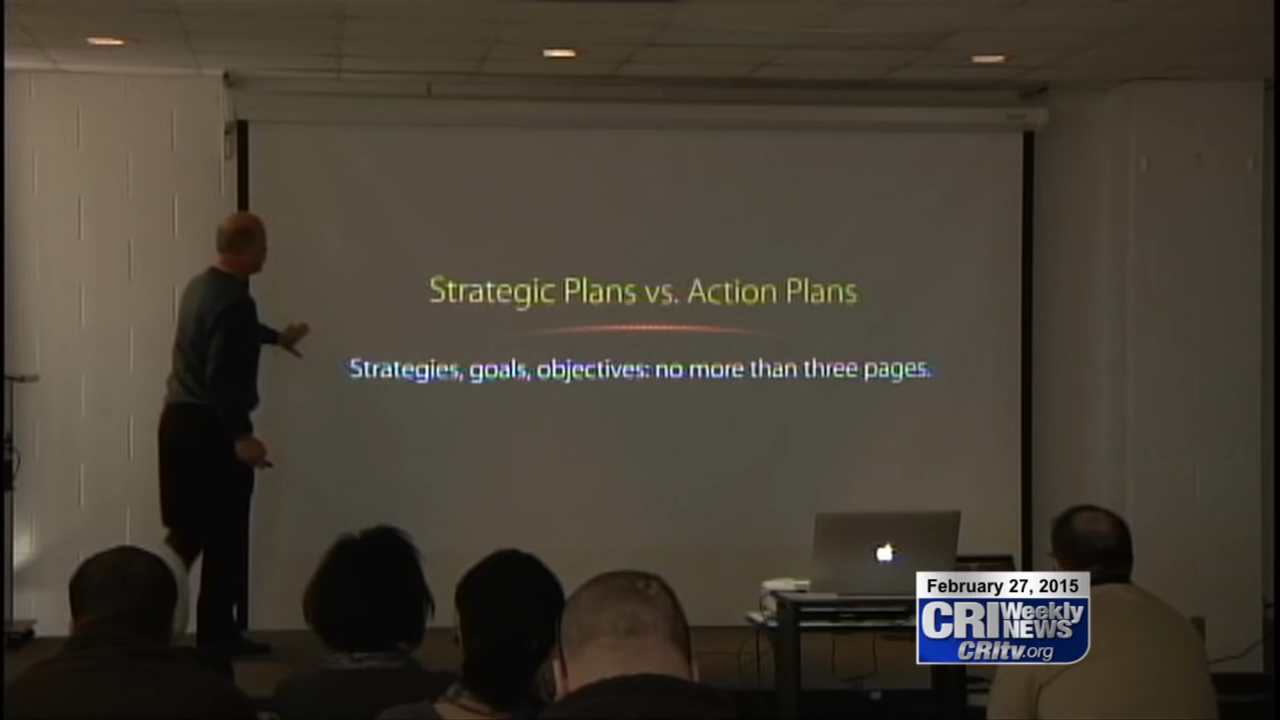 Strategic Plans vs. Action Plans
Strategies, goals, objectives: no more than three pages.
February 27, 2015
CRI Weekly NEWS
CRItv.org